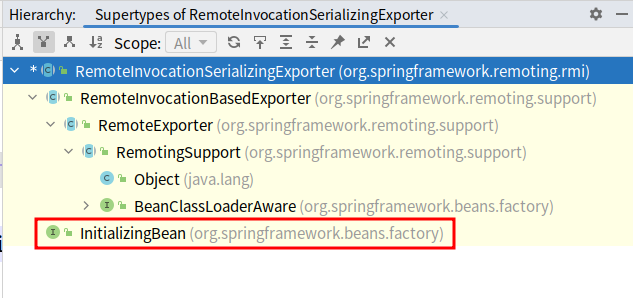 Hierarchy: Supertypes of RemoteInvocationSerializingExporter
Scope: All
* RemoteInvocationSerializingExporter (org.springframework.remoting.rmi)
RemoteInvocationBasedExporter (org.springframework.remoting.support)
RemoteExporter (org.springframework.remoting.support)
RemotingSupport (org.springframework.remoting.support)
Object (java.lang)
BeanClassLoaderAware (org.springframework.beans.factory)
InitializingBean (org.springframework.beans.factory)